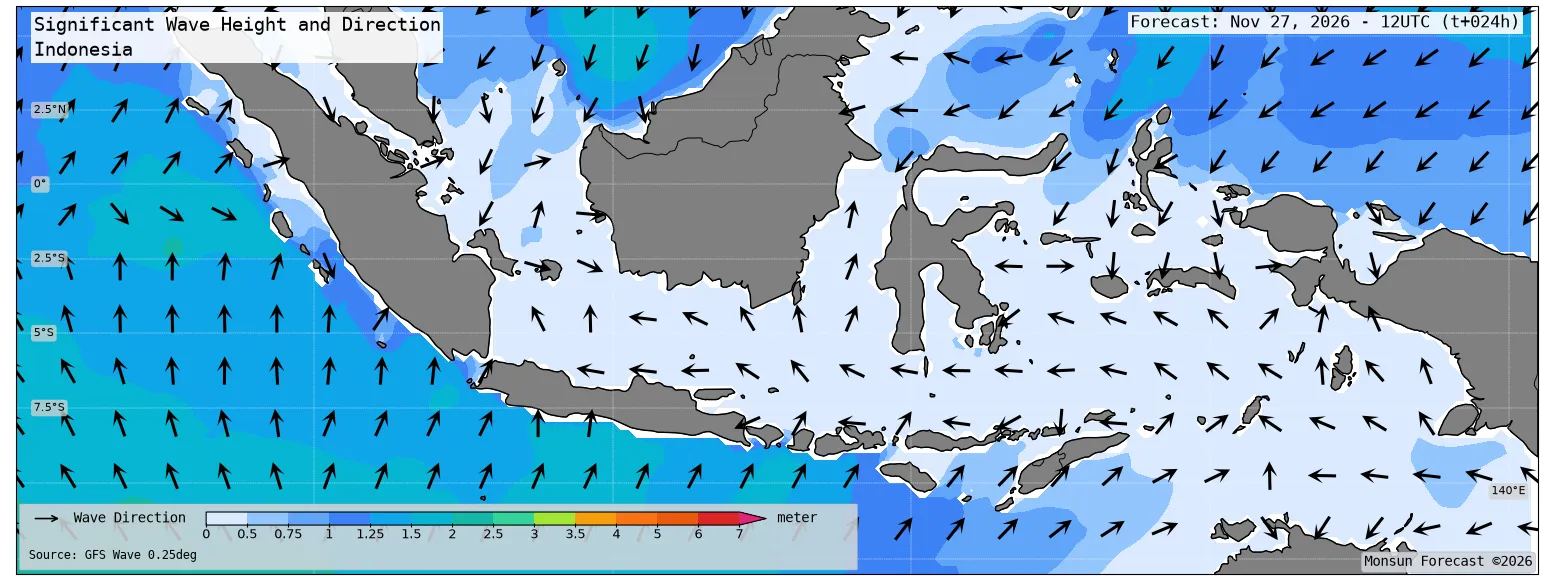 Significant Wave Height and Direction
Indonesia
Forecast: Nov 27, 2026 - 12UTC (t+024h)
2.5°N
0°
2.5°S
5°S
7.5°S
140°E
Wave Direction
0 0.5 0.75 1 1.25 1.5 2 2.5 3 3.5 4 5 6 7
meter
Source: GFS Wave 0.25deg
Monsun Forecast ©2026